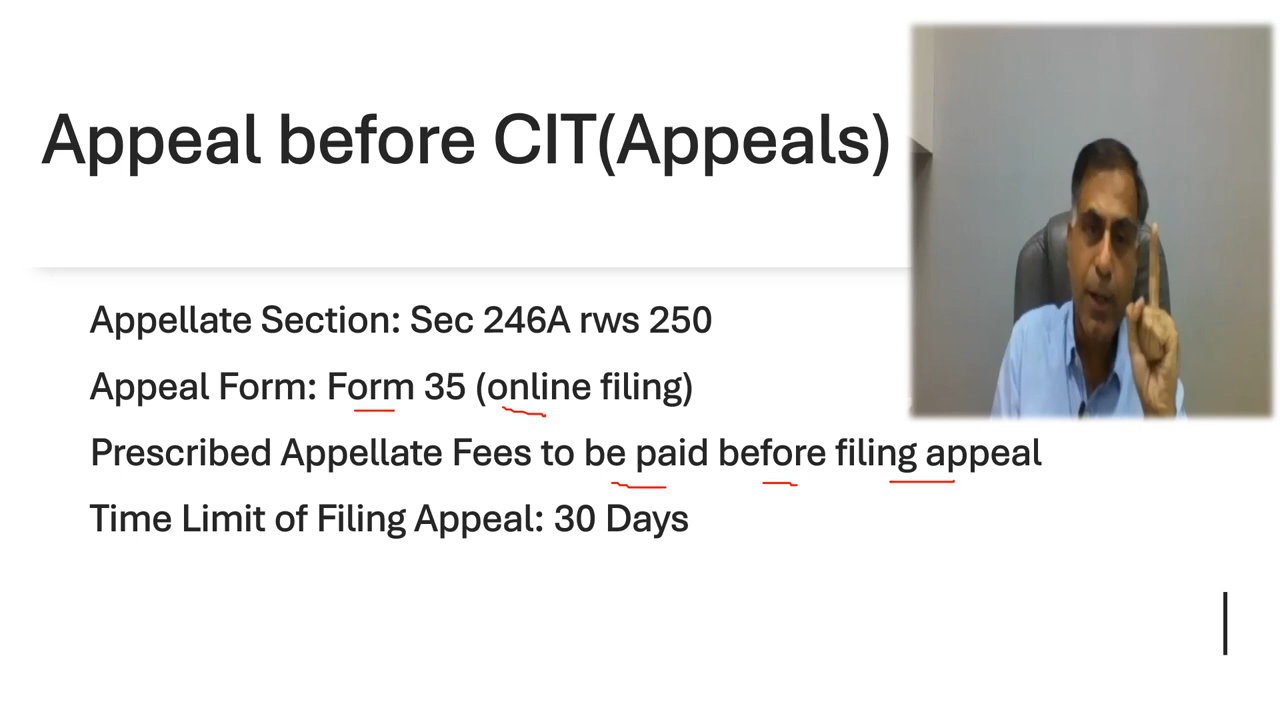 Appeal before CIT(Appeals)
Appellate Section: Sec 246A rws 250
Appeal Form: Form 35 (online filing)
Prescribed Appellate Fees to be paid before filing appeal
Time Limit of Filing Appeal: 30 Days